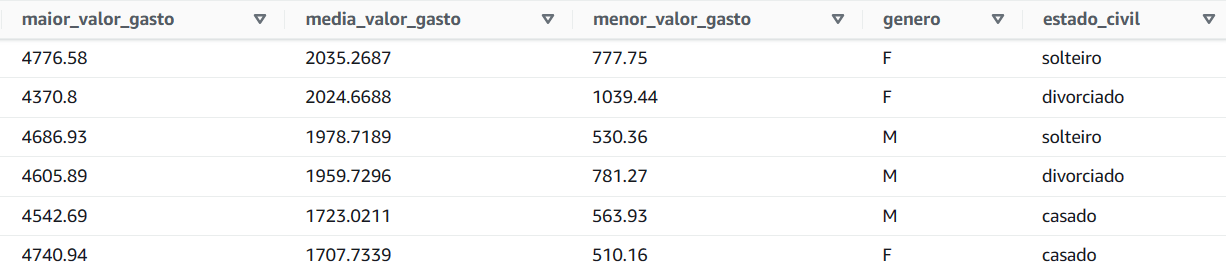 maior_valor_gasto media_valor_gasto menor_valor_gasto genero estado_civil
4776.58 2035.2687 777.75 F solteiro
4370.8 2024.6688 1039.44 F divorciado
4686.93 1978.7189 530.36 M solteiro
4605.89 1959.7296 781.27 M divorciado
4542.69 1723.0211 563.93 M casado
4740.94 1707.7339 510.16 F casado